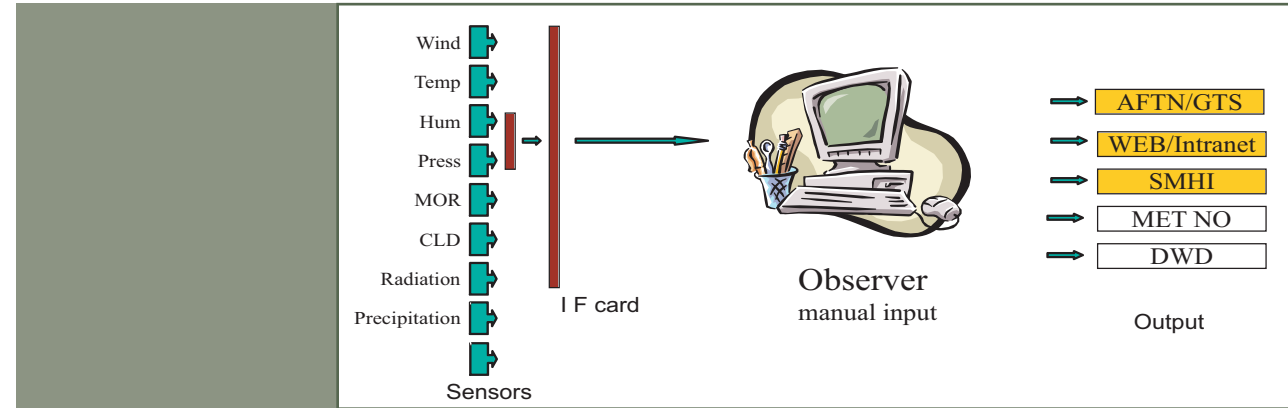 Wind
Temp
Hum
Press
MOR
CLD
Radiation
Precipitation
Sensors
I F card
Observer
manual input
AFTN/GTS
WEB/Intranet
SMHI
MET NO
DWD
Output